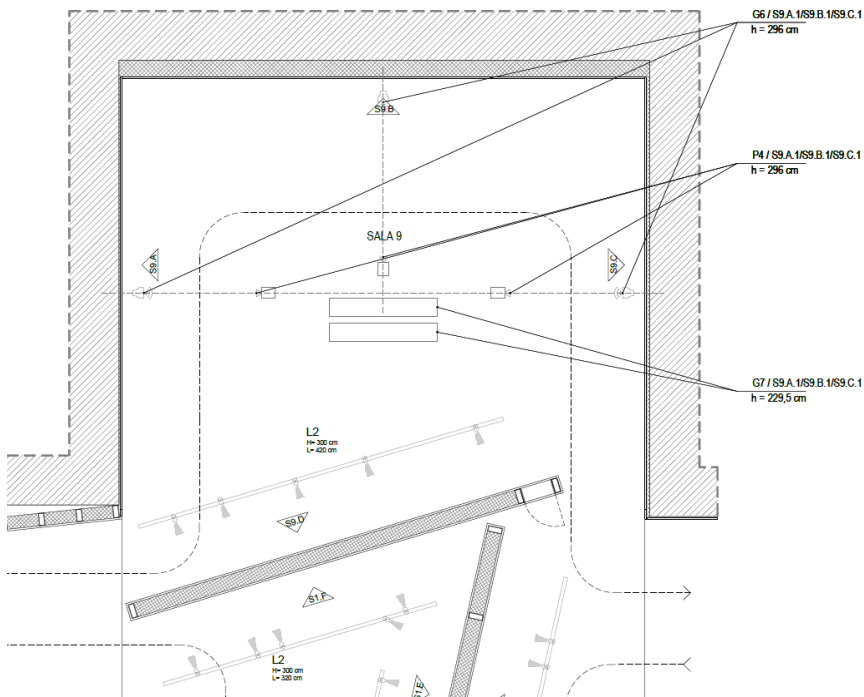 G6 / S9.A.1/S9.B.1/S9.C.1
h = 296 cm
S9.B
P4 / S9.A.1/S9.B.1/S9.C.1
h = 296 cm
SALA 9
S9.A
S9.C
G7 / S9.A.1/S9.B.1/S9.C.1
h = 229,5 cm
L2
H= 300 cm
L= 420 cm
S9.D
S1.F
L2
H= 300 cm
L= 320 cm
S1.E